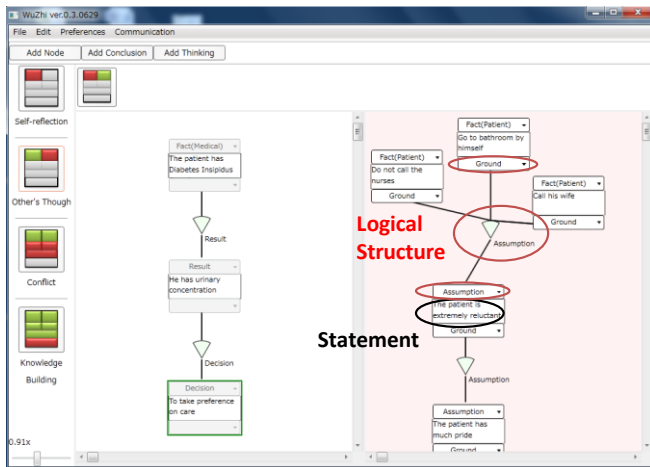 WuZhi ver.0.3.0629
File Edit Preferences Communication
Add Node Add Conclusion Add Thinking
Self-reflection
Other's Though
Conflict
Knowledge
Building
0.91x
Fact(Medical)
The patient has
Diabetes Insipidus
Result
Result
He has urinary
concentration
Decision
Decision
To take preference
on care
Fact(Patient)
Go to bathroom by
himself
Ground
Fact(Patient)
Do not call the
nurses
Ground
Fact(Patient)
Call his wife
Ground
Logical
Structure
Assumption
Assumption
The patient is
extremely reluctant
Ground
Statement
Assumption
Assumption
The patient has
much pride
Ground